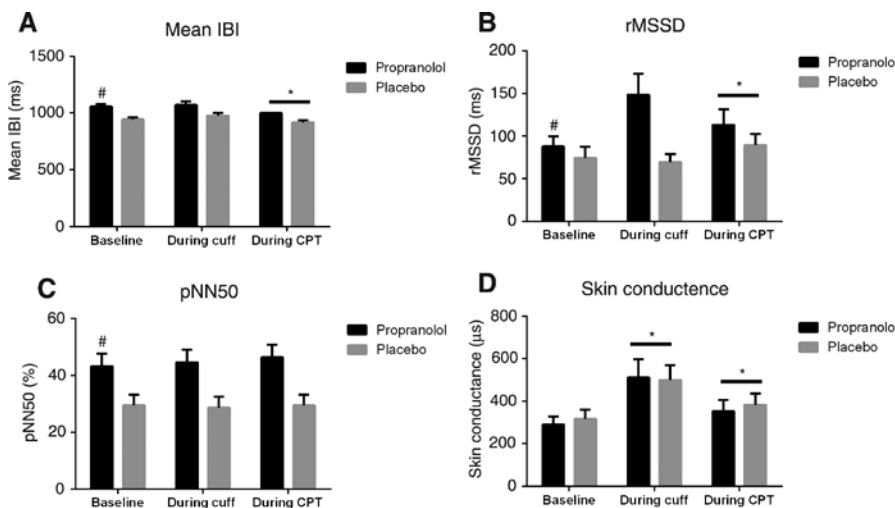 A
Mean IBI
Mean IBI (ms)
1500
1000
500
0
#
*
Baseline
During cuff
During CPT
Propranolol
Placebo
B
rMSSD
rMSSD (ms)
200
150
100
50
0
#
*
Baseline
During cuff
During CPT
Propranolo
Placebo
C
pNN50
pNN50 (%)
60
40
20
0
#
Baseline
During cuff
During CPT
Propranolol
Placebo
D
Skin conductence
Skin conductance (µs)
800
600
400
200
0
*
*
Baseline
During cuff
During CPT
Propranolo
Placebo